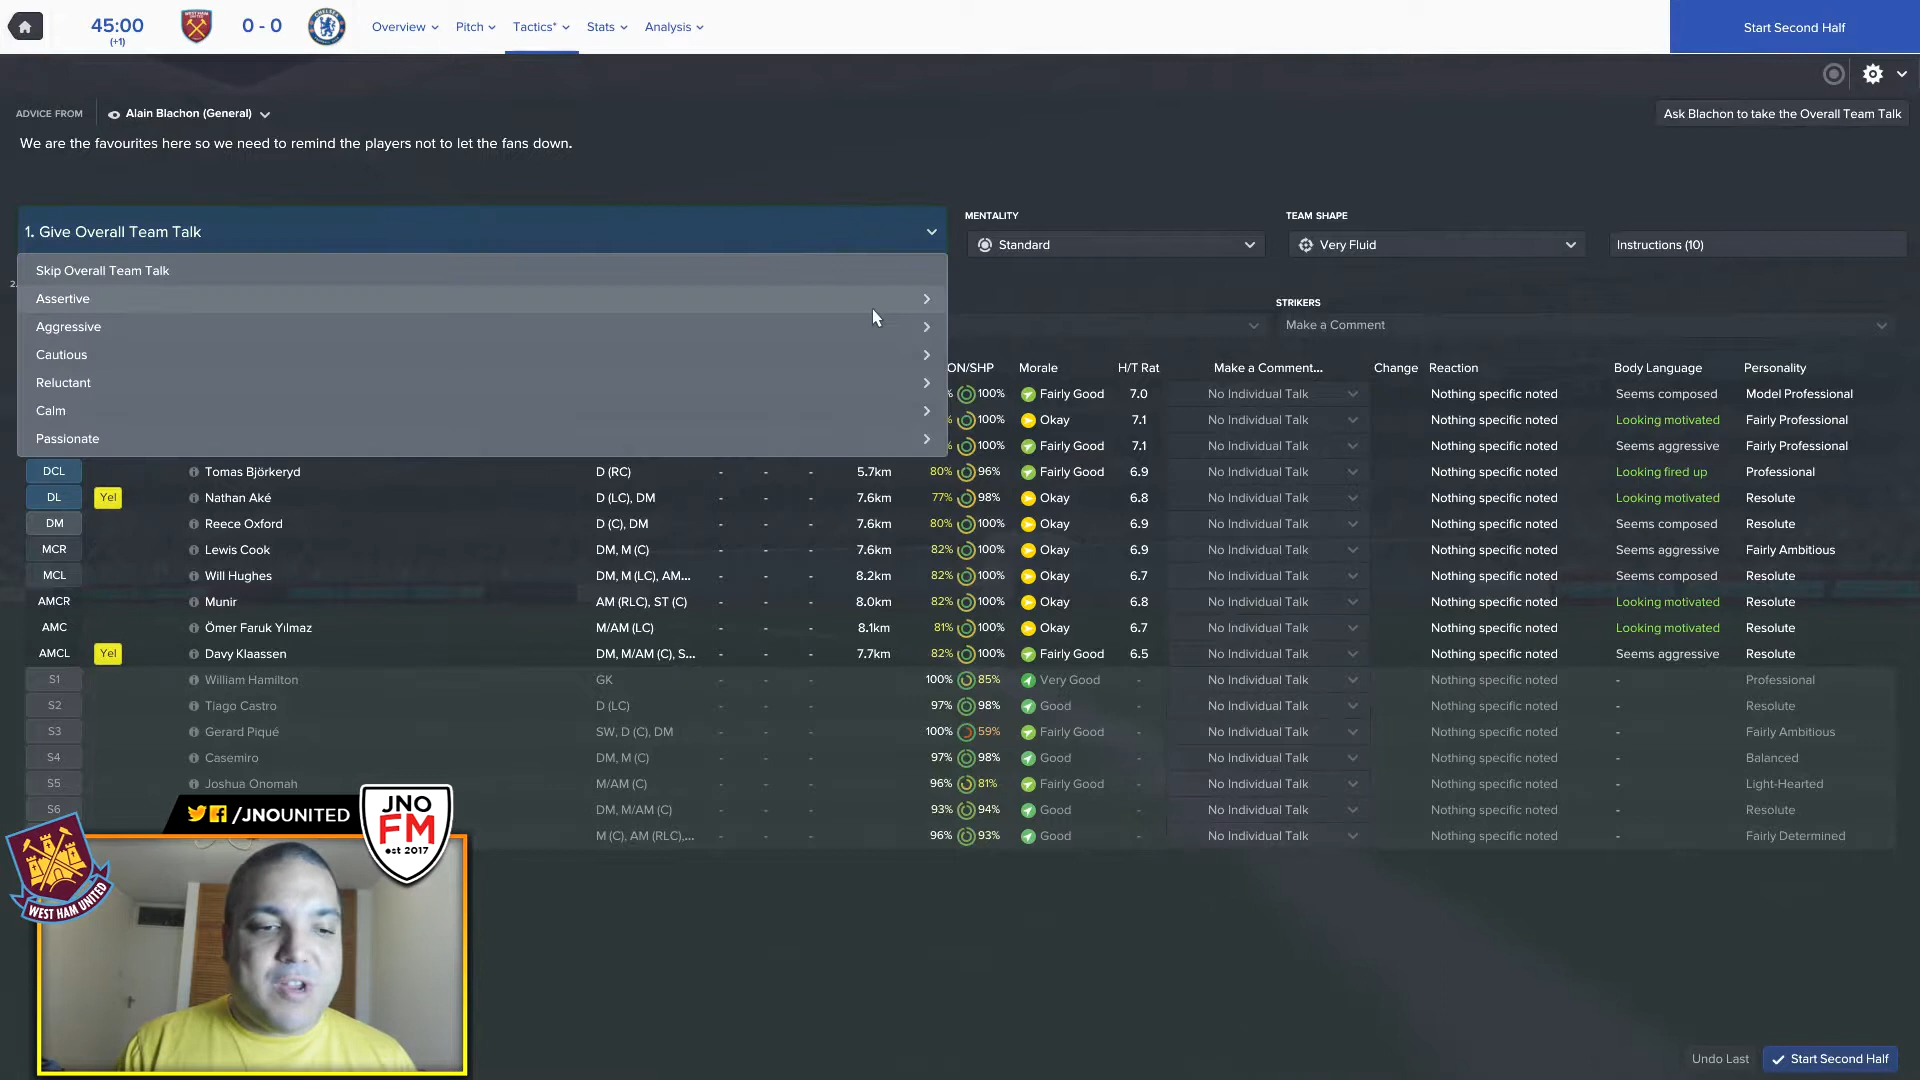 45:00
(+1)
0 - 0
Overview
Pitch
Tactics*
Stats
Analysis
Start Second Half
ADVICE FROM
Alain Blachon (General)
Ask Blachon to take the Overall Team Talk
We are the favourites here so we need to remind the players not to let the fans down.
1. Give Overall Team Talk
MENTALITY
TEAM SHAPE
Standard
Very Fluid
Instructions (10)
Skip Overall Team Talk
Assertive
Aggressive
Cautious
Reluctant
Calm
Passionate
2.
STRIKERS
Make a Comment
ON/SHP Morale H/T Rat Make a Comment... Change Reaction Body Language Personality
100% Fairly Good 7.0 No Individual Talk Nothing specific noted Seems composed Model Professional
100% Okay 7.1 No Individual Talk Nothing specific noted Looking motivated Fairly Professional
100% Fairly Good 7.1 No Individual Talk Nothing specific noted Seems aggressive Fairly Professional
DCL Tomas Björkeryd D (RC) - - - 5.7km 80% 96% Fairly Good 6.9 No Individual Talk Nothing specific noted Looking fired up Professional
DL Yel Nathan Aké D (LC), DM - - - 7.6km 77% 98% Okay 6.8 No Individual Talk Nothing specific noted Looking motivated Resolute
DM Reece Oxford D (C), DM - - - 7.6km 80% 100% Okay 6.9 No Individual Talk Nothing specific noted Seems composed Resolute
MCR Lewis Cook DM, M (C) - - - 7.6km 82% 100% Okay 6.9 No Individual Talk Nothing specific noted Seems aggressive Fairly Ambitious
MCL Will Hughes DM, M (LC), AM... - - - 8.2km 82% 100% Okay 6.7 No Individual Talk Nothing specific noted Seems composed Resolute
AMCR Munir AM (RLC), ST (C) - - - 8.0km 82% 100% Okay 6.8 No Individual Talk Nothing specific noted Looking motivated Resolute
AMC Ömer Faruk Yılmaz M/AM (LC) - - - 8.1km 81% 100% Okay 6.7 No Individual Talk Nothing specific noted Looking motivated Resolute
AMCL Yel Davy Klaassen DM, M/AM (C), S... - - - 7.7km 82% 100% Fairly Good 6.5 No Individual Talk Nothing specific noted Seems aggressive Resolute
S1 William Hamilton GK 100% 85% Very Good - No Individual Talk Nothing specific noted - Professional
S2 Tiago Castro D (LC) 97% 98% Good - No Individual Talk Nothing specific noted - Resolute
S3 Gerard Piqué SW, D (C), DM 100% 59% Fairly Good - No Individual Talk Nothing specific noted - Fairly Ambitious
S4 Casemiro DM, M (C) 97% 98% Good - No Individual Talk Nothing specific noted - Balanced
S5 Joshua Onomah M/AM (C) 96% 81% Fairly Good - No Individual Talk Nothing specific noted - Light-Hearted
S6 DM, M/AM (C) 93% 94% Good - No Individual Talk Nothing specific noted - Resolute
M (C), AM (RLC),... 96% 93% Good - No Individual Talk Nothing specific noted - Fairly Determined
/JNOUNITED
JNO
FM
est 2017
WEST HAM UNITED
Undo Last
Start Second Half